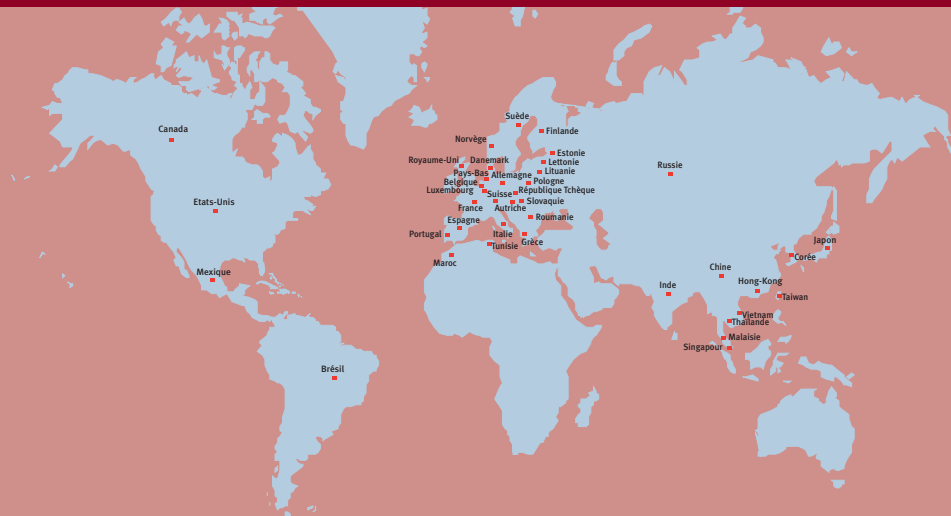 Suède
Canada
Finlande
Norvège
Estonie
Royaume-Uni
Danemark
Lettonie
Russie
Pays-Bas
Allemagne
Lituanie
Belgique
Pologne
Luxembourg
Suisse
République Tchèque
Etats-Unis
France
Autriche
Slovaquie
Espagne
Roumanie
Portugal
Italie
Grèce
Japon
Tunisie
Corée
Maroc
Chine
Mexique
Hong-Kong
Inde
Taiwan
Vietnam
Thaïlande
Malaisie
Singapour
Brésil